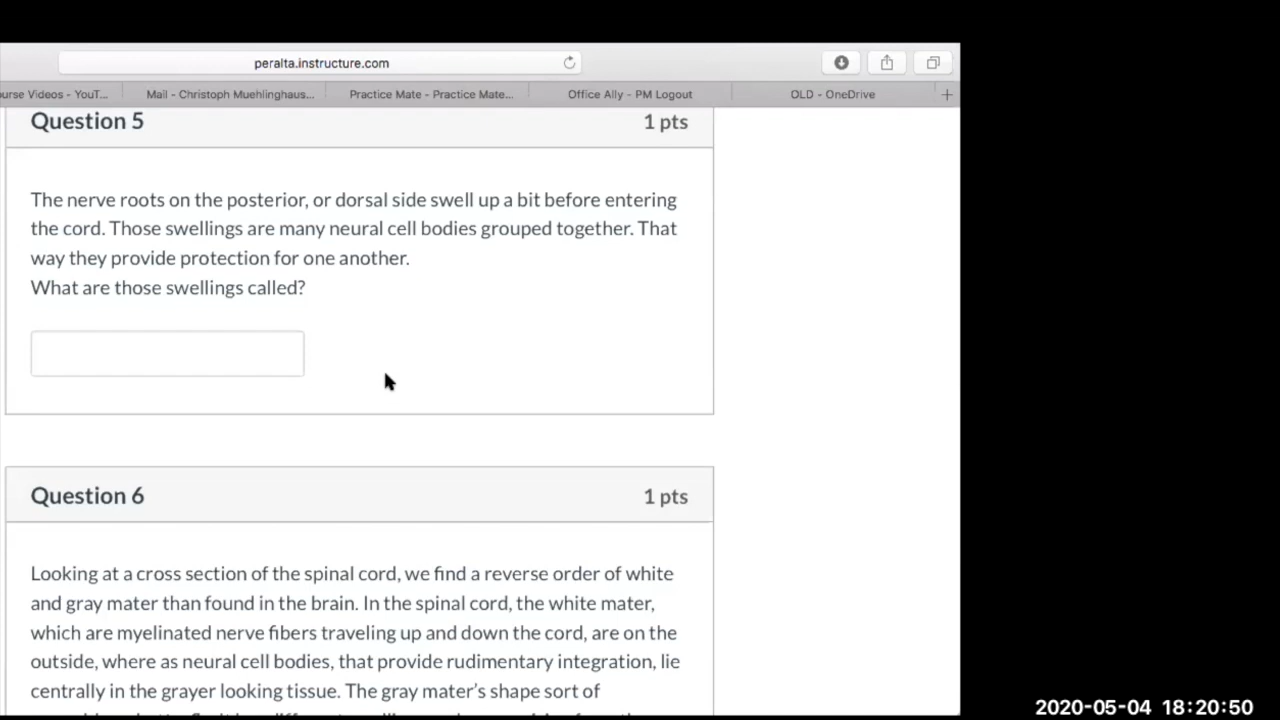 peralta.instructure.com
urse Videos - YouT...
Mail - Christoph Muehlinghaus...
Practice Mate - Practice Mate...
Office Ally - PM Logout
OLD - OneDrive
Question 5
1 pts
The nerve roots on the posterior, or dorsal side swell up a bit before entering
the cord. Those swellings are many neural cell bodies grouped together. That
way they provide protection for one another.
What are those swellings called?
Question 6
1 pts
Looking at a cross section of the spinal cord, we find a reverse order of white
and gray mater than found in the brain. In the spinal cord, the white mater,
which are myelinated nerve fibers traveling up and down the cord, are on the
outside, where as neural cell bodies, that provide rudimentary integration, lie
centrally in the grayer looking tissue. The gray mater's shape sort of
2020-05-04 18:20:50